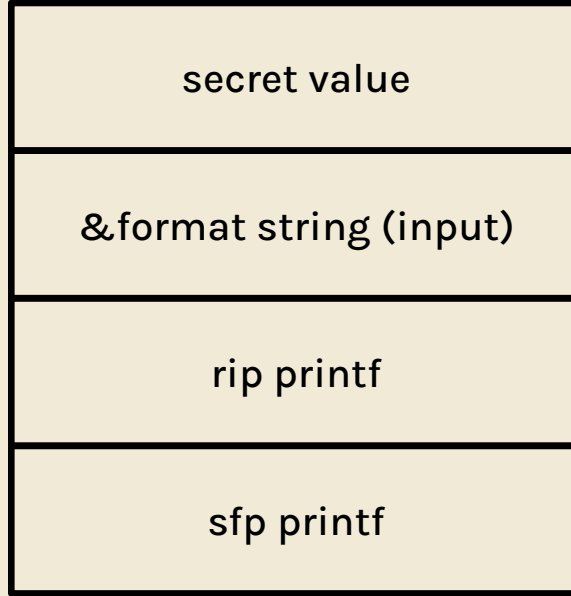 secret value
&format string (input)
rip printf
sfp printf